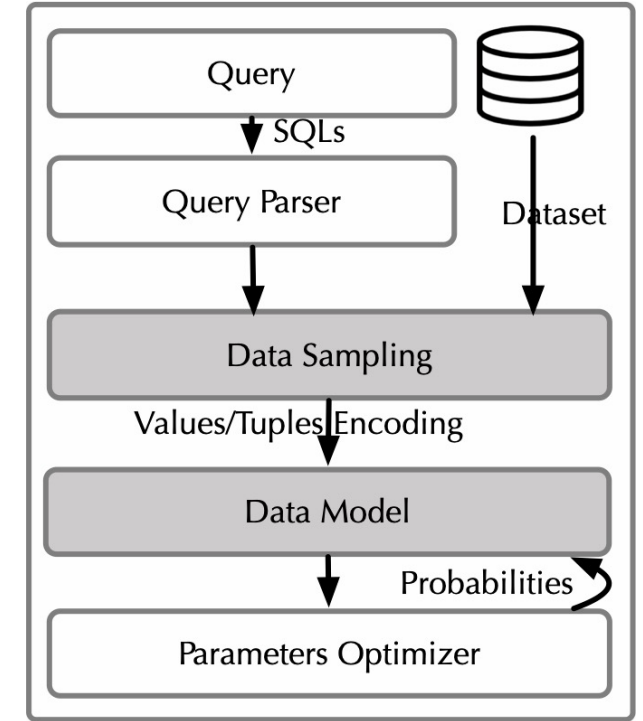 Query
SQLs
Query Parser
Dataset
Data Sampling
Values/Tuples Encoding
Data Model
Probabilities
Parameters Optimizer